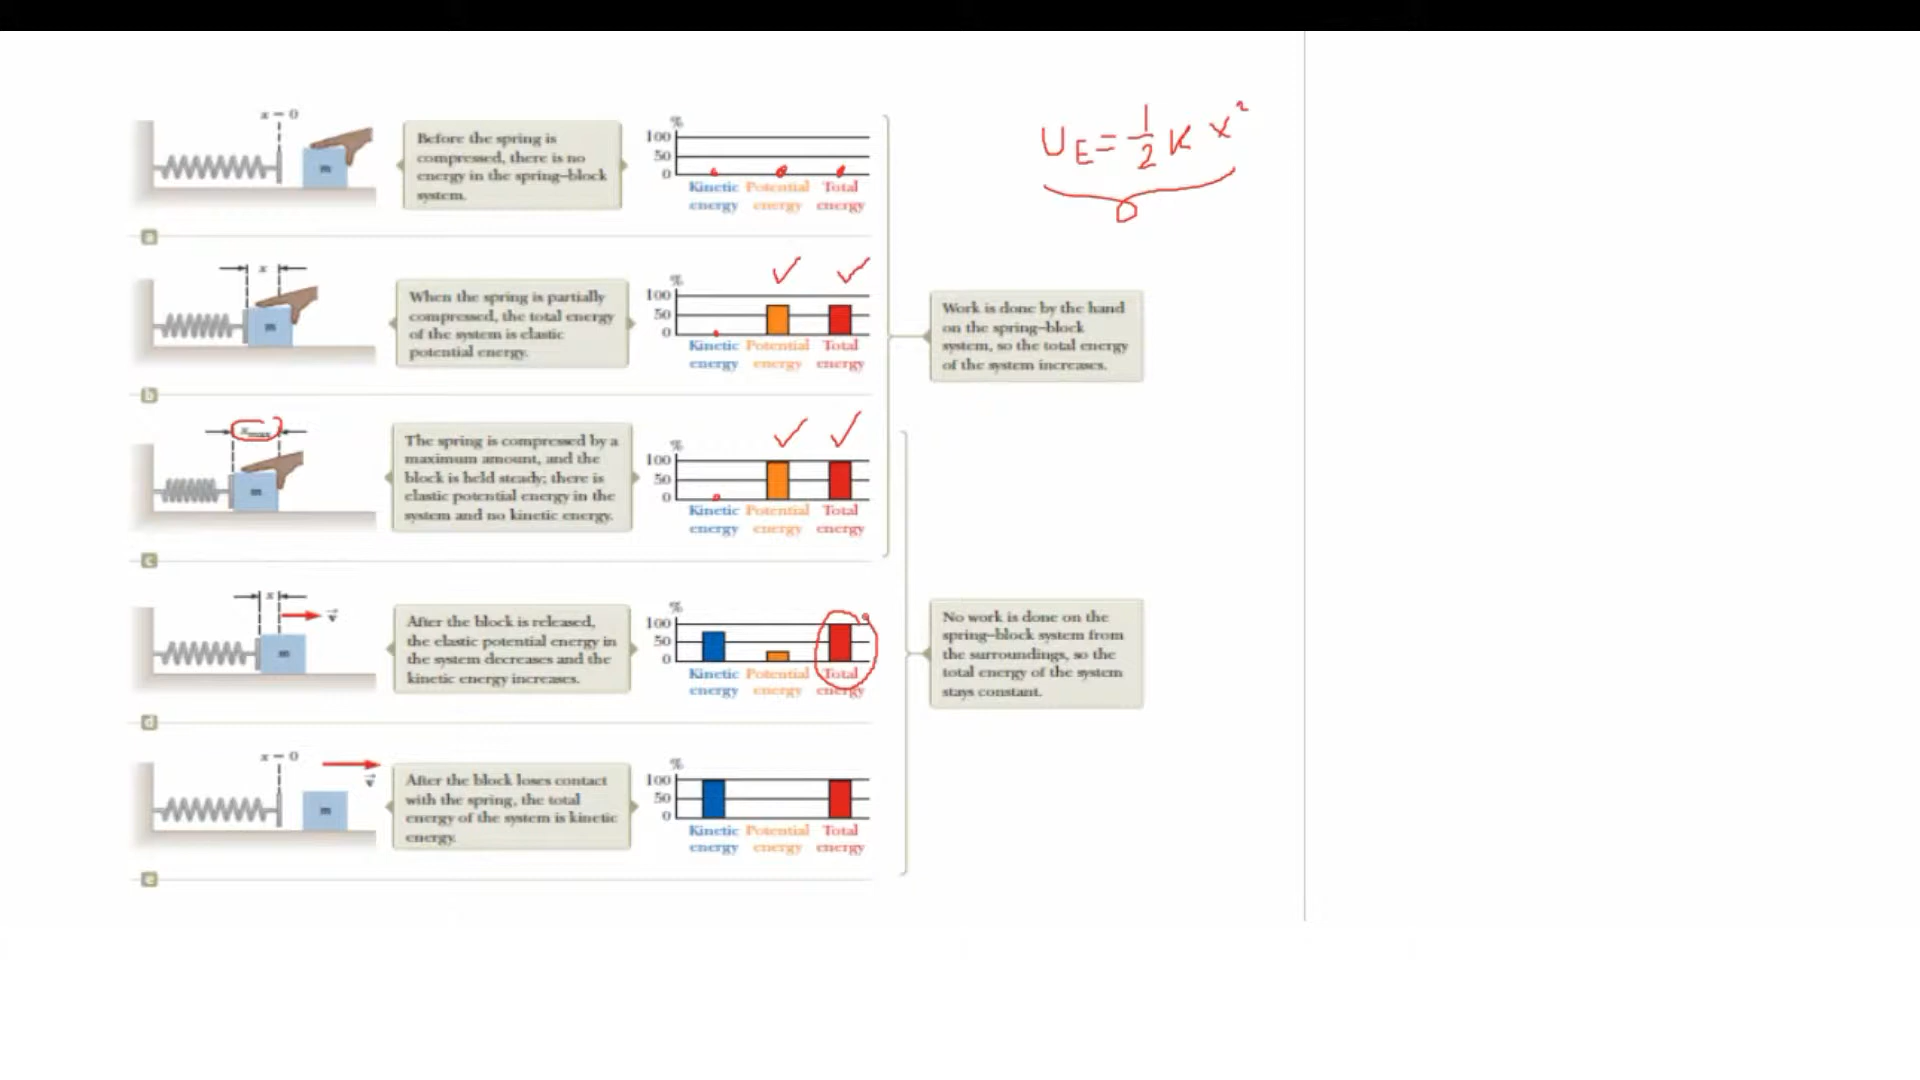 x = 0
m
Before the spring is
compressed, there is no
energy in the spring–block
system.
%
100
50
0
Kinetic Potential Total
energy energy energy
a
U_E = 1/2 K x²
x
m
When the spring is partially
compressed, the total energy
of the system is elastic
potential energy.
%
100
50
0
Kinetic Potential Total
energy energy energy
b
Work is done by the hand
on the spring–block
system, so the total energy
of the system increases.
x max
m
The spring is compressed by a
maximum amount, and the
block is held steady; there is
elastic potential energy in the
system and no kinetic energy.
%
100
50
0
Kinetic Potential Total
energy energy energy
c
x
v
m
After the block is released,
the elastic potential energy in
the system decreases and the
kinetic energy increases.
%
100
50
0
Kinetic Potential Total
energy energy energy
d
No work is done on the
spring–block system from
the surroundings, so the
total energy of the system
stays constant.
x = 0
v
m
After the block loses contact
with the spring, the total
energy of the system is kinetic
energy.
%
100
50
0
Kinetic Potential Total
energy energy energy
e